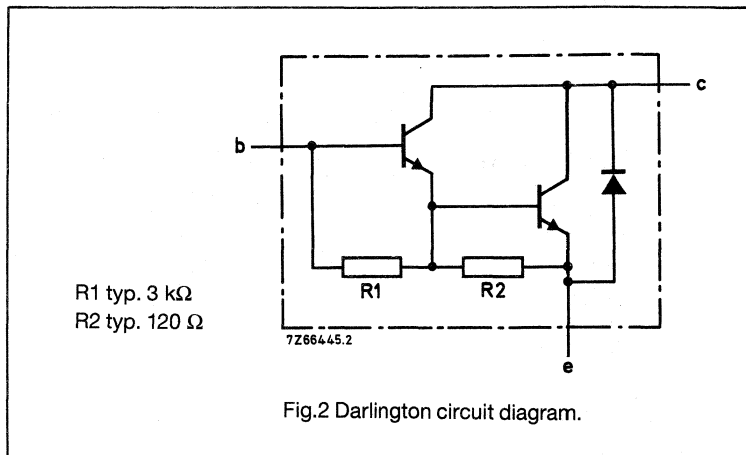 c
b
R1
R2
R1 typ. 3 kΩ
R2 typ. 120 Ω
7Z66445.2
e
Fig.2 Darlington circuit diagram.